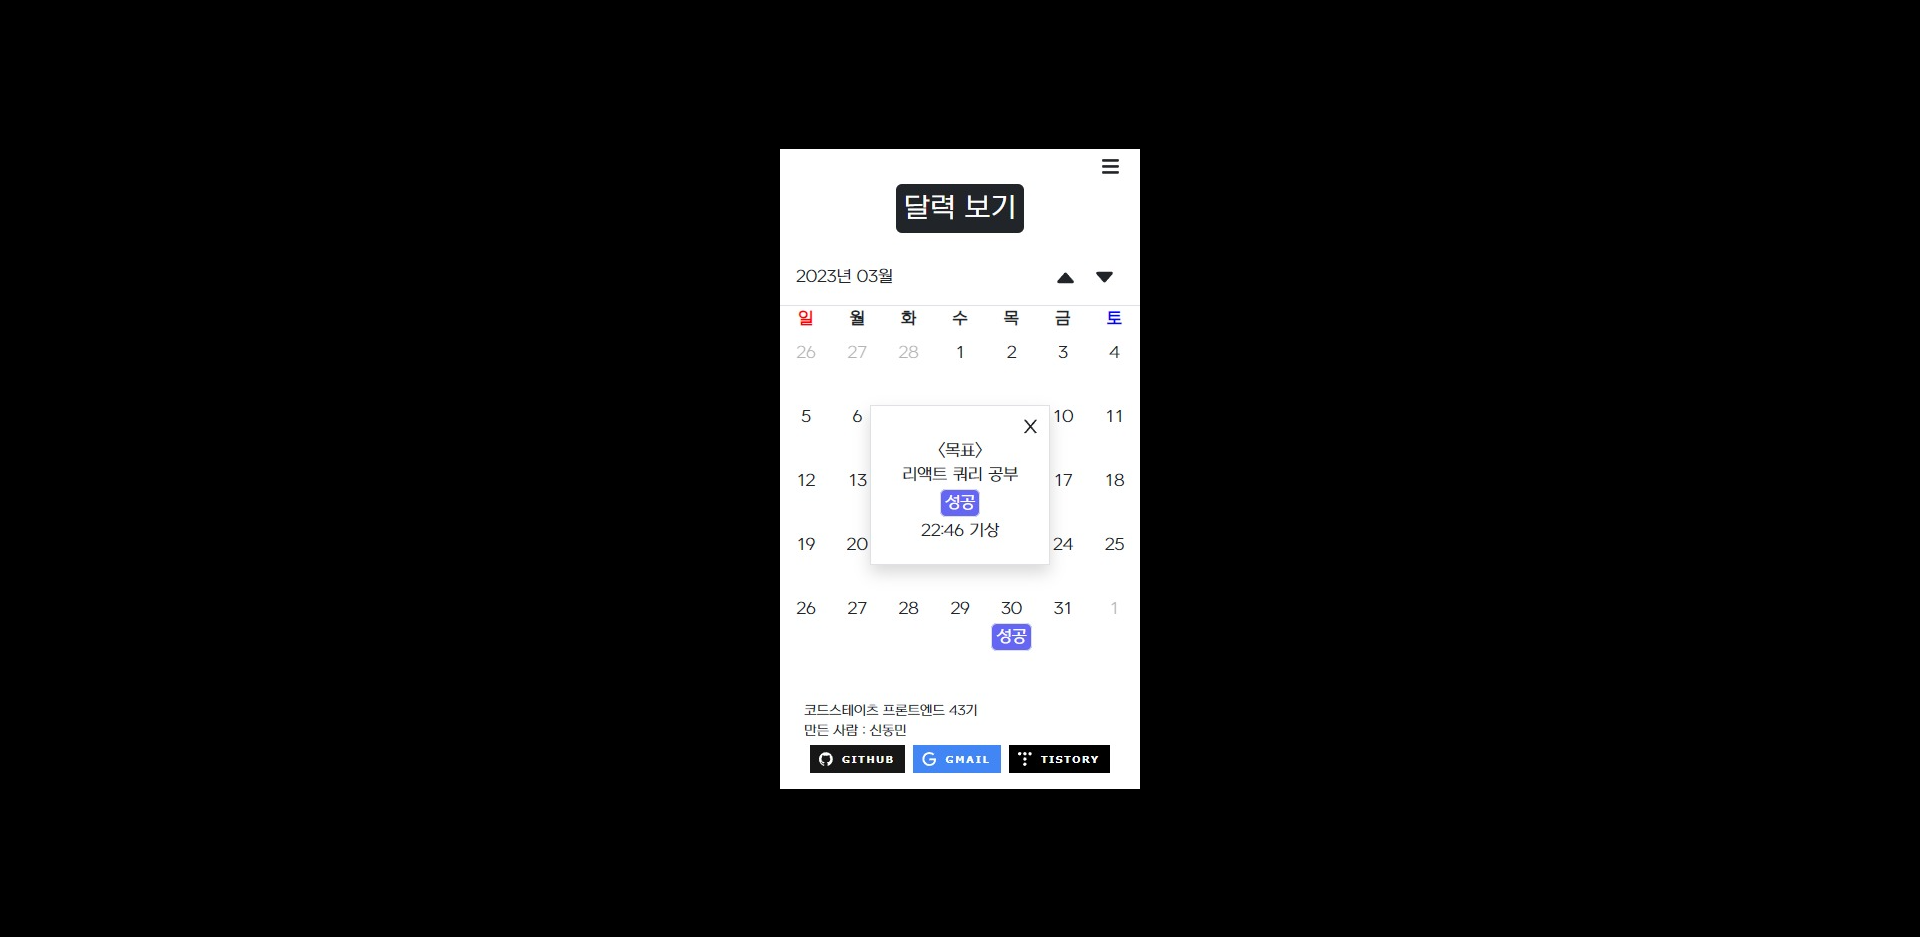 달력 보기
2023년 03월
일 월 화 수 목 금 토
26 27 28 1 2 3 4
5 6 10 11
X
<목표>
리액트 쿼리 공부
12 13 17 18
성공
22:46 기상
19 20 24 25
26 27 28 29 30 31 1
성공
코드스테이츠 프론트엔드 43기
만든 사람 : 신동민
GITHUB GMAIL TISTORY